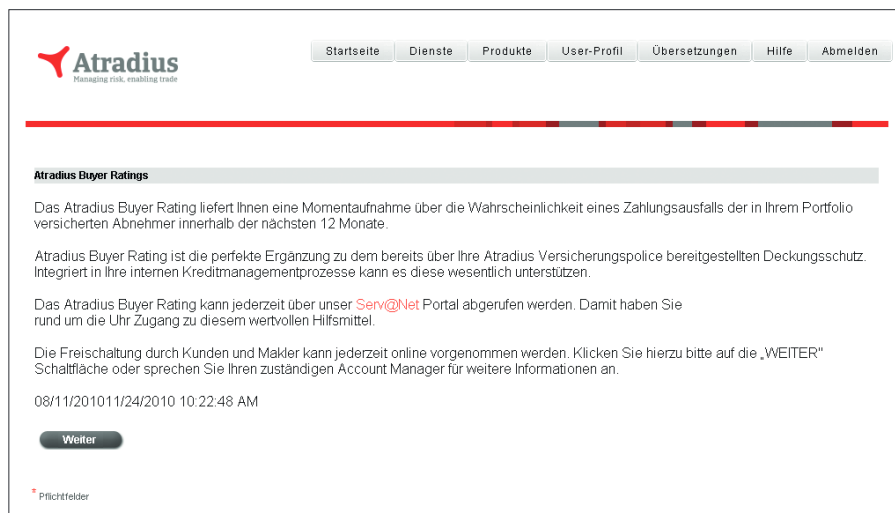 Startseite Dienste Produkte User-Profil Übersetzungen Hilfe Abmelden
Atradius
Managing risk, enabling trade
Atradius Buyer Ratings
Das Atradius Buyer Rating liefert Ihnen eine Momentaufnahme über die Wahrscheinlichkeit eines Zahlungsausfalls der in Ihrem Portfolio
versicherten Abnehmer innerhalb der nächsten 12 Monate.
Atradius Buyer Rating ist die perfekte Ergänzung zu dem bereits über Ihre Atradius Versicherungspolice bereitgestellten Deckungsschutz.
Integriert in Ihre internen Kreditmanagementprozesse kann es diese wesentlich unterstützen.
Das Atradius Buyer Rating kann jederzeit über unser Serv@Net Portal abgerufen werden. Damit haben Sie
rund um die Uhr Zugang zu diesem wertvollen Hilfsmittel.
Die Freischaltung durch Kunden und Makler kann jederzeit online vorgenommen werden. Klicken Sie hierzu bitte auf die „WEITER"
Schaltfläche oder sprechen Sie Ihren zuständigen Account Manager für weitere Informationen an.
08/11/201011/24/2010 10:22:48 AM
Weiter
* Pflichtfelder